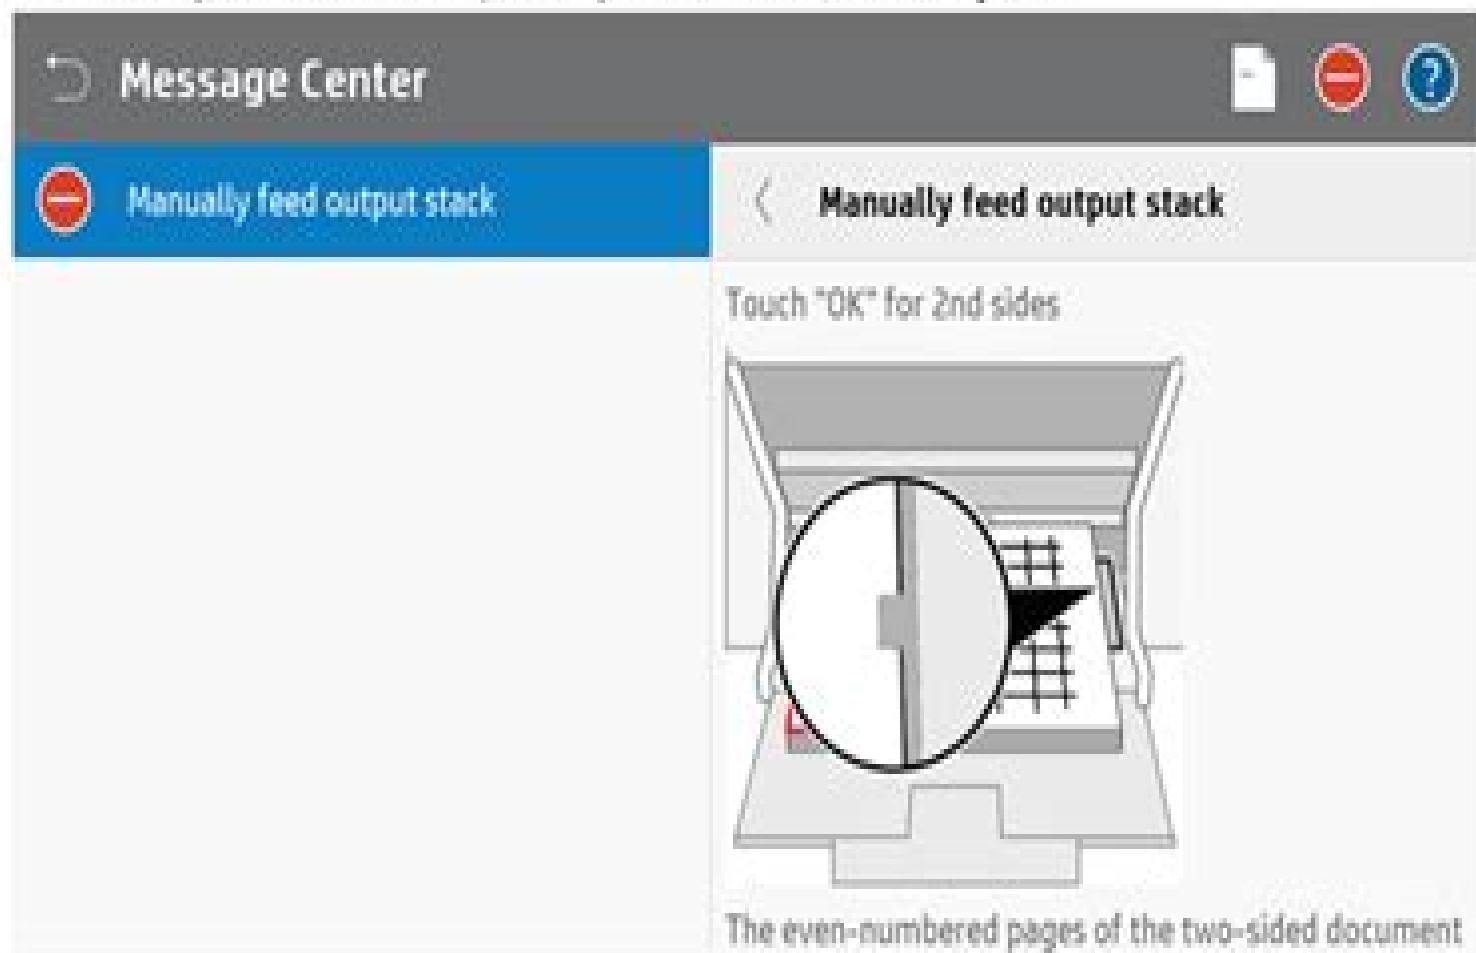 Message Center
?
Manually feed output stack
Manually feed output stack
Touch "OK" for 2nd sides
The even-numbered pages of the two-sided document